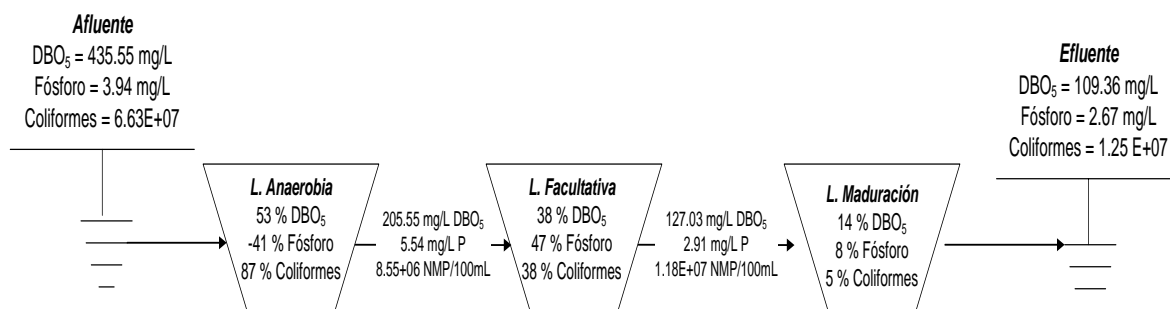 Afluente
DBO₅ = 435.55 mg/L
Fósforo = 3.94 mg/L
Coliformes = 6.63E+07
L. Anaerobia
53 % DBO₅
-41 % Fósforo
87 % Coliformes
205.55 mg/L DBO₅
5.54 mg/L P
8.55+06 NMP/100mL
L. Facultativa
38 % DBO₅
47 % Fósforo
38 % Coliformes
127.03 mg/L DBO₅
2.91 mg/L P
1.18E+07 NMP/100mL
L. Maduración
14 % DBO₅
8 % Fósforo
5 % Coliformes
Efluente
DBO₅ = 109.36 mg/L
Fósforo = 2.67 mg/L
Coliformes = 1.25 E+07